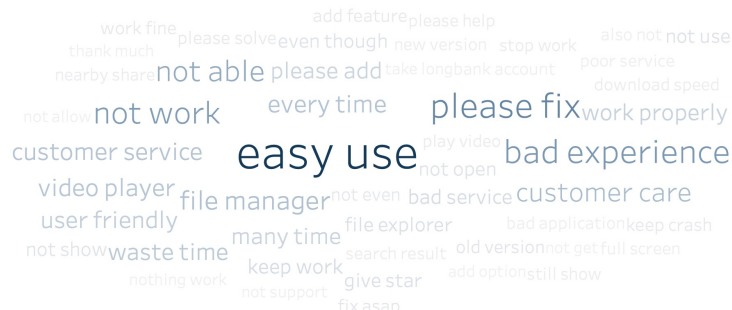 add feature
please help
work fine
please solve
even though
new version
stop work
also not
not use
thank much
poor service
nearby share
not able
please add
take longbank account
download speed
not allow
not work
every time
please fix
work properly
customer service
easy use
play video
not open
bad experience
video player
file manager
not even
bad service
customer care
user friendly
many time
file explorer
bad application
keep crash
not show
waste time
search result
old version
not get
full screen
keep work
nothing work
not support
give star
add option
still show
fix asap